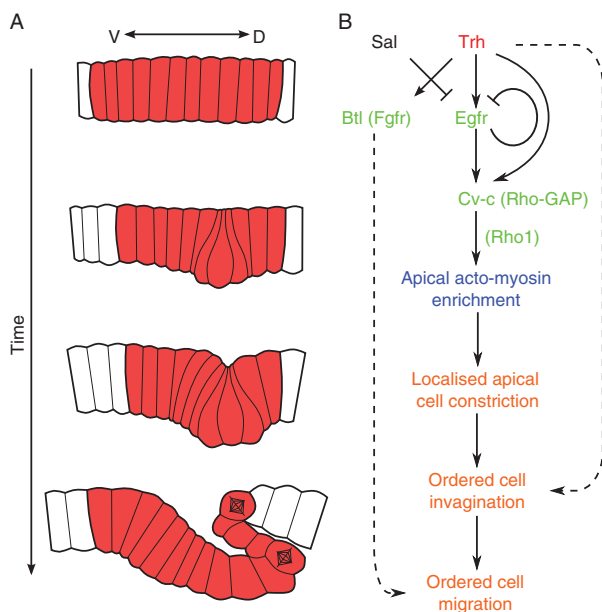 A
V
D
Time
B
Sal
Trh
Btl (Fgfr)
Egfr
Cv-c (Rho-GAP)
(Rho1)
Apical acto-myosin
enrichment
Localised apical
cell constriction
Ordered cell
invagination
Ordered cell
migration